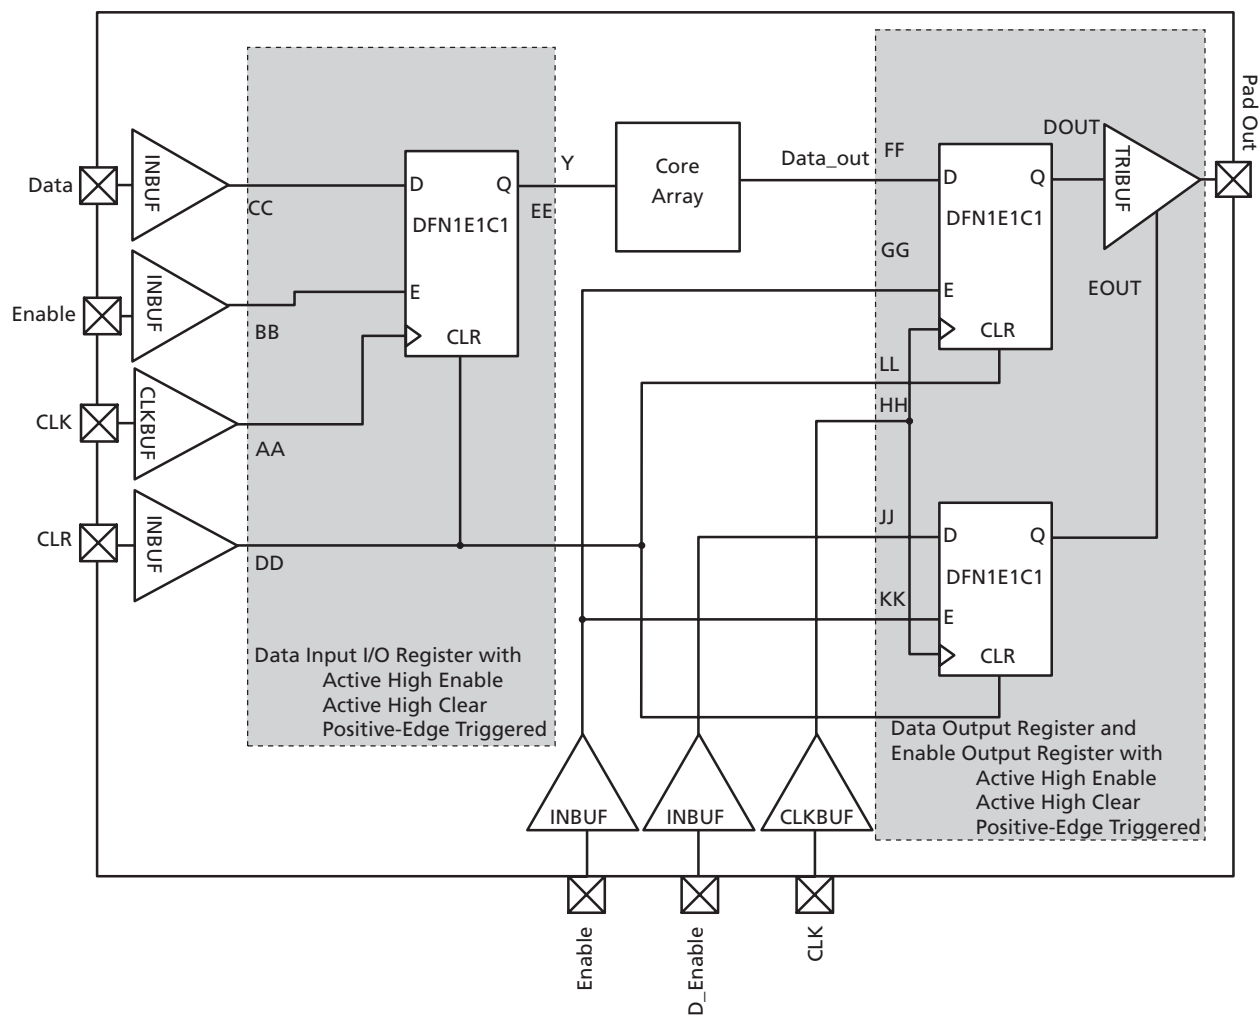 Data
INBUF
CC
D
Q
DFN1E1C1
E
CLR
EE
Y
Core
Array
Data_out
FF
D
Q
DFN1E1C1
GG
E
CLR
DOUT
TRIBUF
EOUT
Pad Out
Enable
INBUF
BB
CLK
CLKBUF
AA
CLR
INBUF
DD
LL
HH
JJ
D
Q
DFN1E1C1
KK
E
CLR
Data Input I/O Register with
Active High Enable
Active High Clear
Positive-Edge Triggered
Data Output Register and
Enable Output Register with
Active High Enable
Active High Clear
Positive-Edge Triggered
INBUF
INBUF
CLKBUF
Enable
D_Enable
CLK